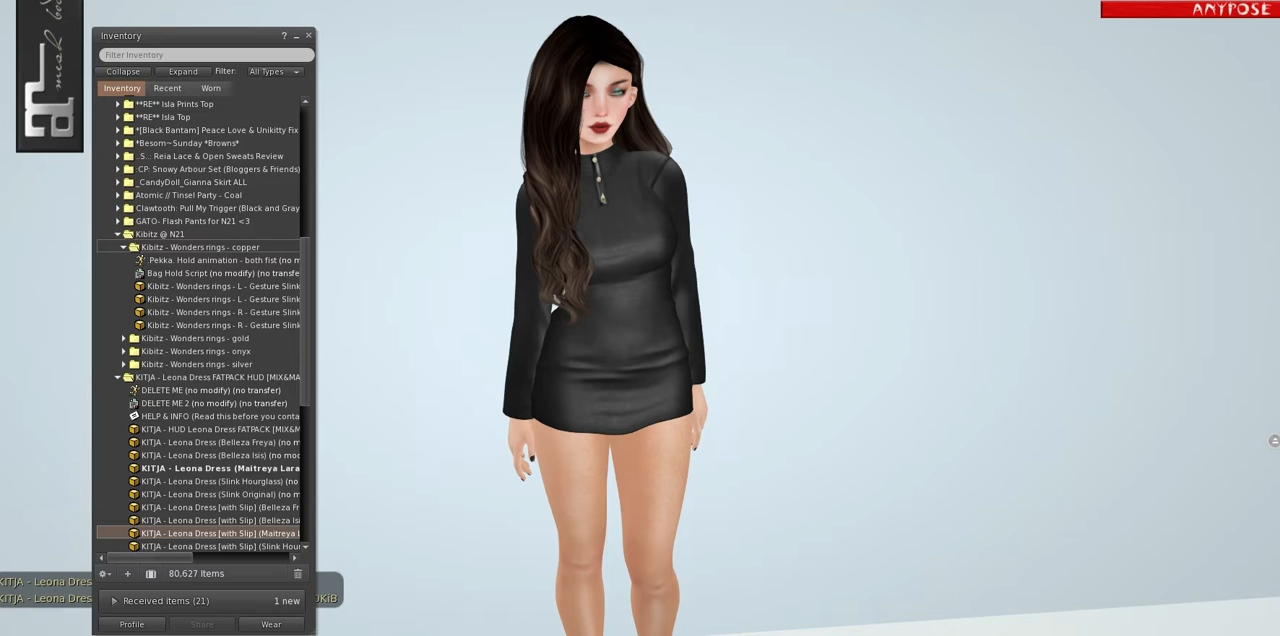 ANYPOSE
mesh
Inventory
? _ ×
Filter Inventory
Collapse Expand Filter: All Types
Inventory Recent Worn
**RE** Isla Prints Top
**RE** Isla Top
*[Black Bantam] Peace Love & Unikitty Fix
*Besom~Sunday *Browns*
..S..: Reia Lace & Open Sweats Review
:CP: Snowy Arbour Set (Bloggers & Friends)
_CandyDoll_Gianna Skirt ALL
Atomic // Tinsel Party - Coal
Clawtooth: Pull My Trigger (Black and Gray
GATO- Flash Pants for N21 <3
Kibitz @ N21
Kibitz - Wonders rings - copper
.Pekka. Hold animation - both fist (no m
Bag Hold Script (no modify) (no transfe
Kibitz - Wonders rings - L - Gesture Slink
Kibitz - Wonders rings - L - Gesture Slink
Kibitz - Wonders rings - R - Gesture Slink
Kibitz - Wonders rings - R - Gesture Slink
Kibitz - Wonders rings - gold
Kibitz - Wonders rings - onyx
Kibitz - Wonders rings - silver
KITJA - Leona Dress FATPACK HUD [MIX&MA
DELETE ME (no modify) (no transfer)
DELETE ME 2 (no modify) (no transfer)
HELP & INFO (Read this before you conta
KITJA - HUD Leona Dress FATPACK [MIX&M
KITJA - Leona Dress (Belleza Freya) (no m
KITJA - Leona Dress (Belleza Isis) (no moc
KITJA - Leona Dress (Maitreya Lara
KITJA - Leona Dress (Slink Hourglass) (no
KITJA - Leona Dress (Slink Original) (no m
KITJA - Leona Dress [with Slip] (Belleza Fr
KITJA - Leona Dress [with Slip] (Belleza Isi
KITJA - Leona Dress [with Slip] (Maitreya L
KITJA - Leona Dress [with Slip] (Slink Hour
+ 80,627 Items
KITJA - Leona Dres
KITJA - Leona Dres 0KiB
Received items (21) 1 new
Profile Share Wear